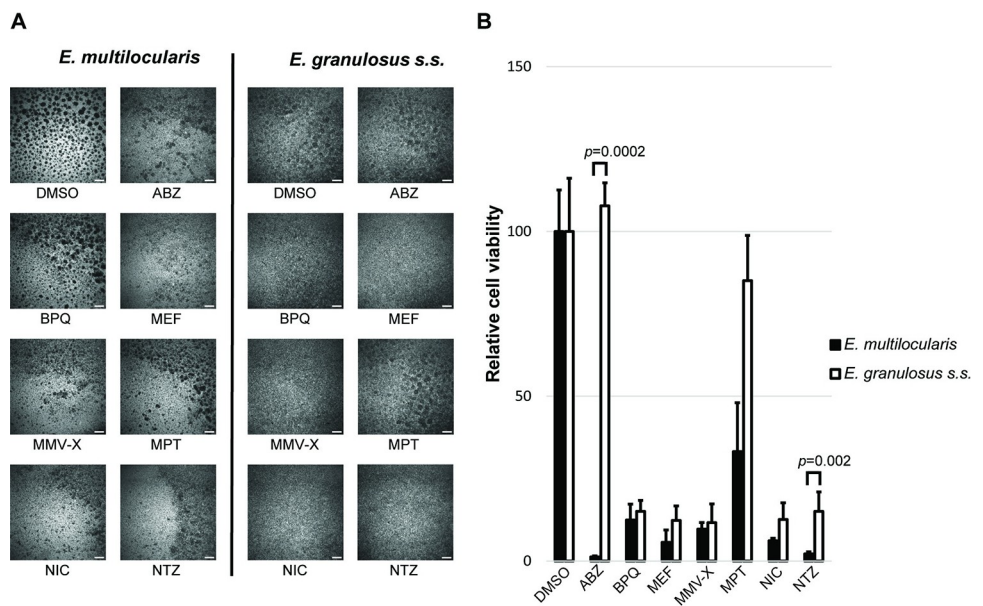 A
E. multilocularis
E. granulosus s.s.
DMSO ABZ DMSO ABZ
BPQ MEF BPQ MEF
MMV-X MPT MMV-X MPT
NIC NTZ NIC NTZ
B
Relative cell viability
150
100
50
0
p=0.0002
p=0.002
DMSO
ABZ
BPQ
MEF
MMV-X
MPT
NIC
NTZ
E. multilocularis
E. granulosus s.s.